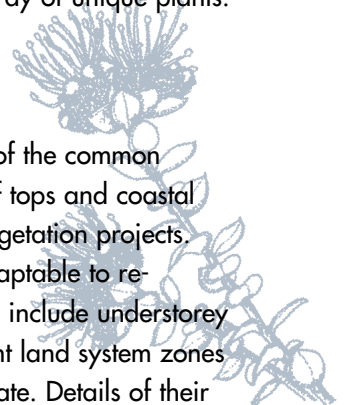 ay of unique plants.
of the common
tops and coastal
getation projects.
aptable to re-
include understorey
nt land system zones
ate. Details of their